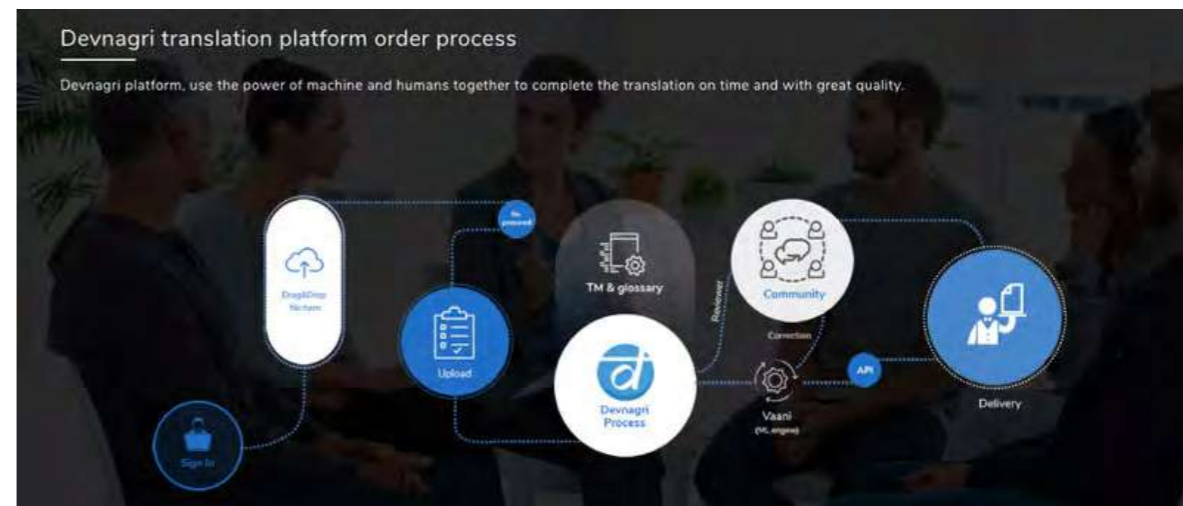 Devnagri translation platform order process
Devnagri platform, use the power of machine and humans together to complete the translation on time and with great quality.
Drag&Drop
TM & glossary
Reviewer
Community
Correction
Upload
Devnagri
Process
API
Vaani
(ML engine)
Delivery
Sign In